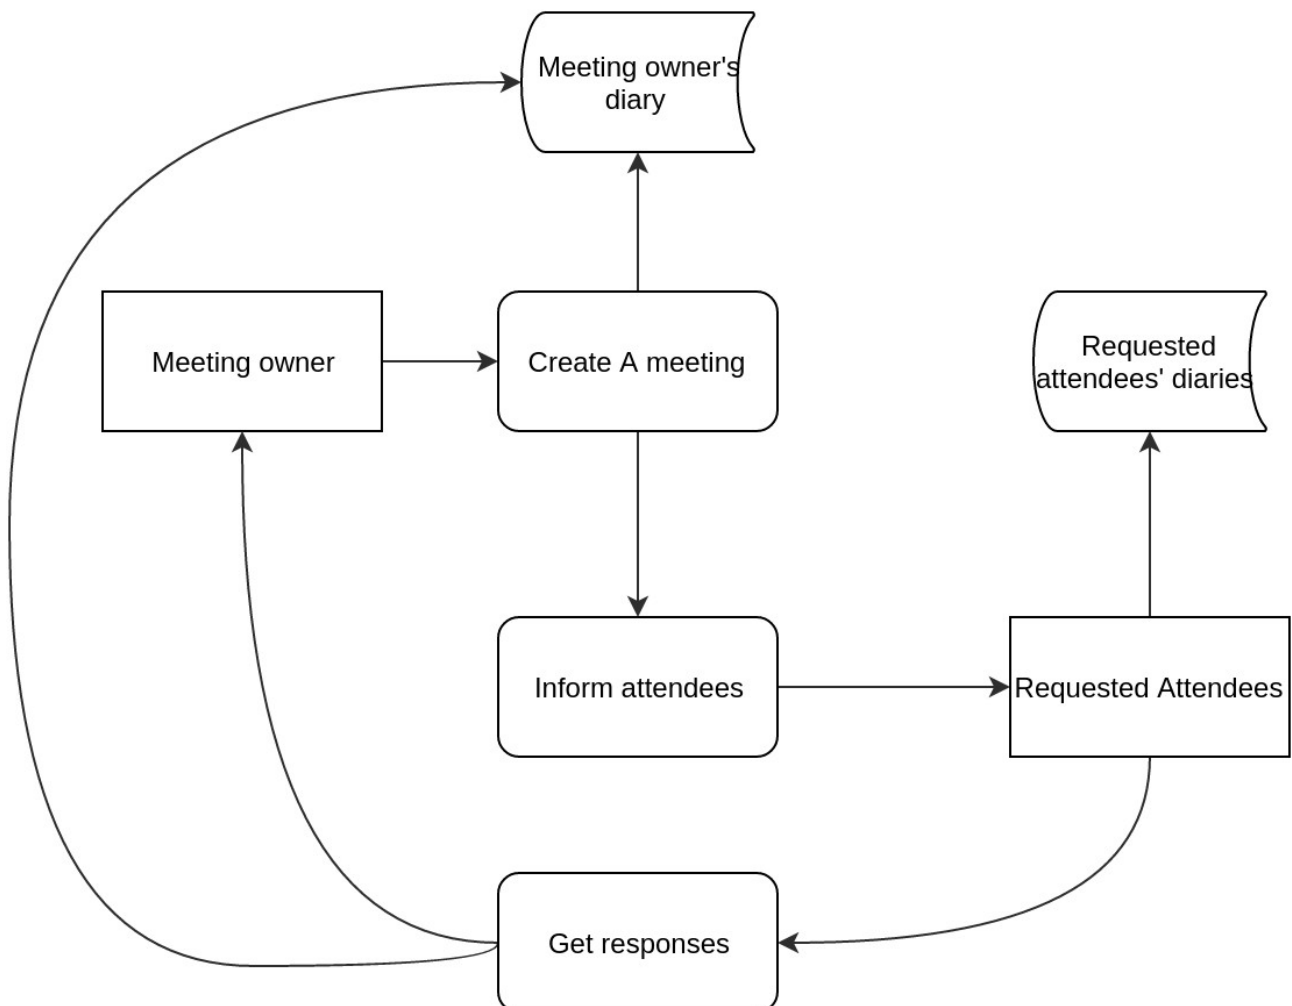 Meeting owner's
diary
Meeting owner
Create A meeting
Requested
attendees' diaries
Inform attendees
Requested Attendees
Get responses